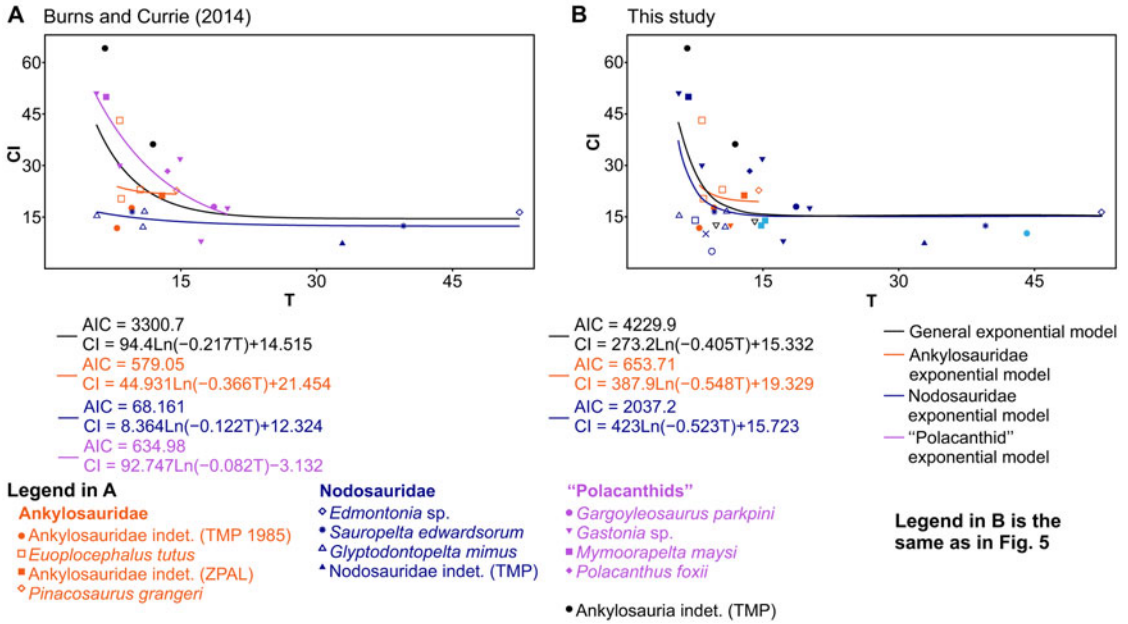 A Burns and Currie (2014)
CI
60
45
30
15
15
30
45
T
B This study
CI
60
45
30
15
15
30
45
T
AIC = 3300.7
CI = 94.4Ln(−0.217T)+14.515
AIC = 579.05
CI = 44.931Ln(−0.366T)+21.454
AIC = 68.161
CI = 8.364Ln(−0.122T)+12.324
AIC = 634.98
CI = 92.747Ln(−0.082T)−3.132
AIC = 4229.9
CI = 273.2Ln(−0.405T)+15.332
AIC = 653.71
CI = 387.9Ln(−0.548T)+19.329
AIC = 2037.2
CI = 423Ln(−0.523T)+15.723
General exponential model
Ankylosauridae
exponential model
Nodosauridae
exponential model
“Polacanthid”
exponential model
Legend in A
Ankylosauridae
Ankylosauridae indet. (TMP 1985)
Euoplocephalus tutus
Ankylosauridae indet. (ZPAL)
Pinacosaurus grangeri
Nodosauridae
Edmontonia sp.
Sauropelta edwardsorum
Glyptodontopelta mimus
Nodosauridae indet. (TMP)
“Polacanthids”
Gargoyleosaurus parkpini
Gastonia sp.
Mymoorapelta maysi
Polacanthus foxii
Ankylosauria indet. (TMP)
Legend in B is the
same as in Fig. 5